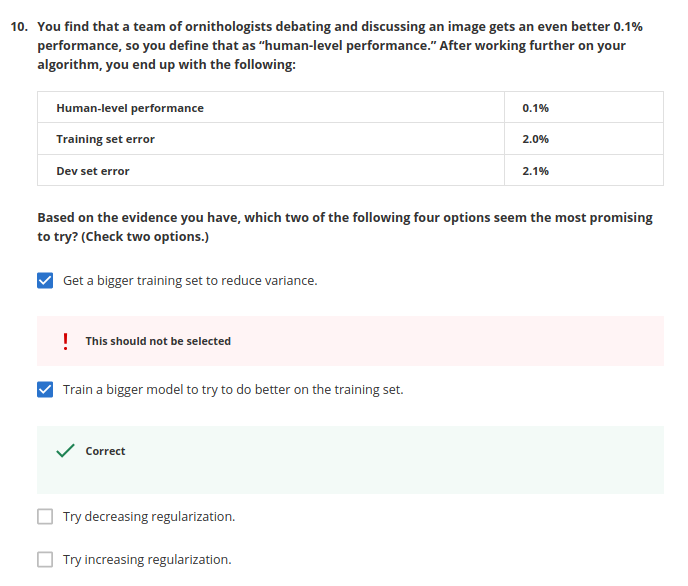 10. You find that a team of ornithologists debating and discussing an image gets an even better 0.1%
performance, so you define that as “human-level performance.” After working further on your
algorithm, you end up with the following:
Human-level performance 0.1%
Training set error 2.0%
Dev set error 2.1%
Based on the evidence you have, which two of the following four options seem the most promising
to try? (Check two options.)
Get a bigger training set to reduce variance.
! This should not be selected
Train a bigger model to try to do better on the training set.
Correct
Try decreasing regularization.
Try increasing regularization.